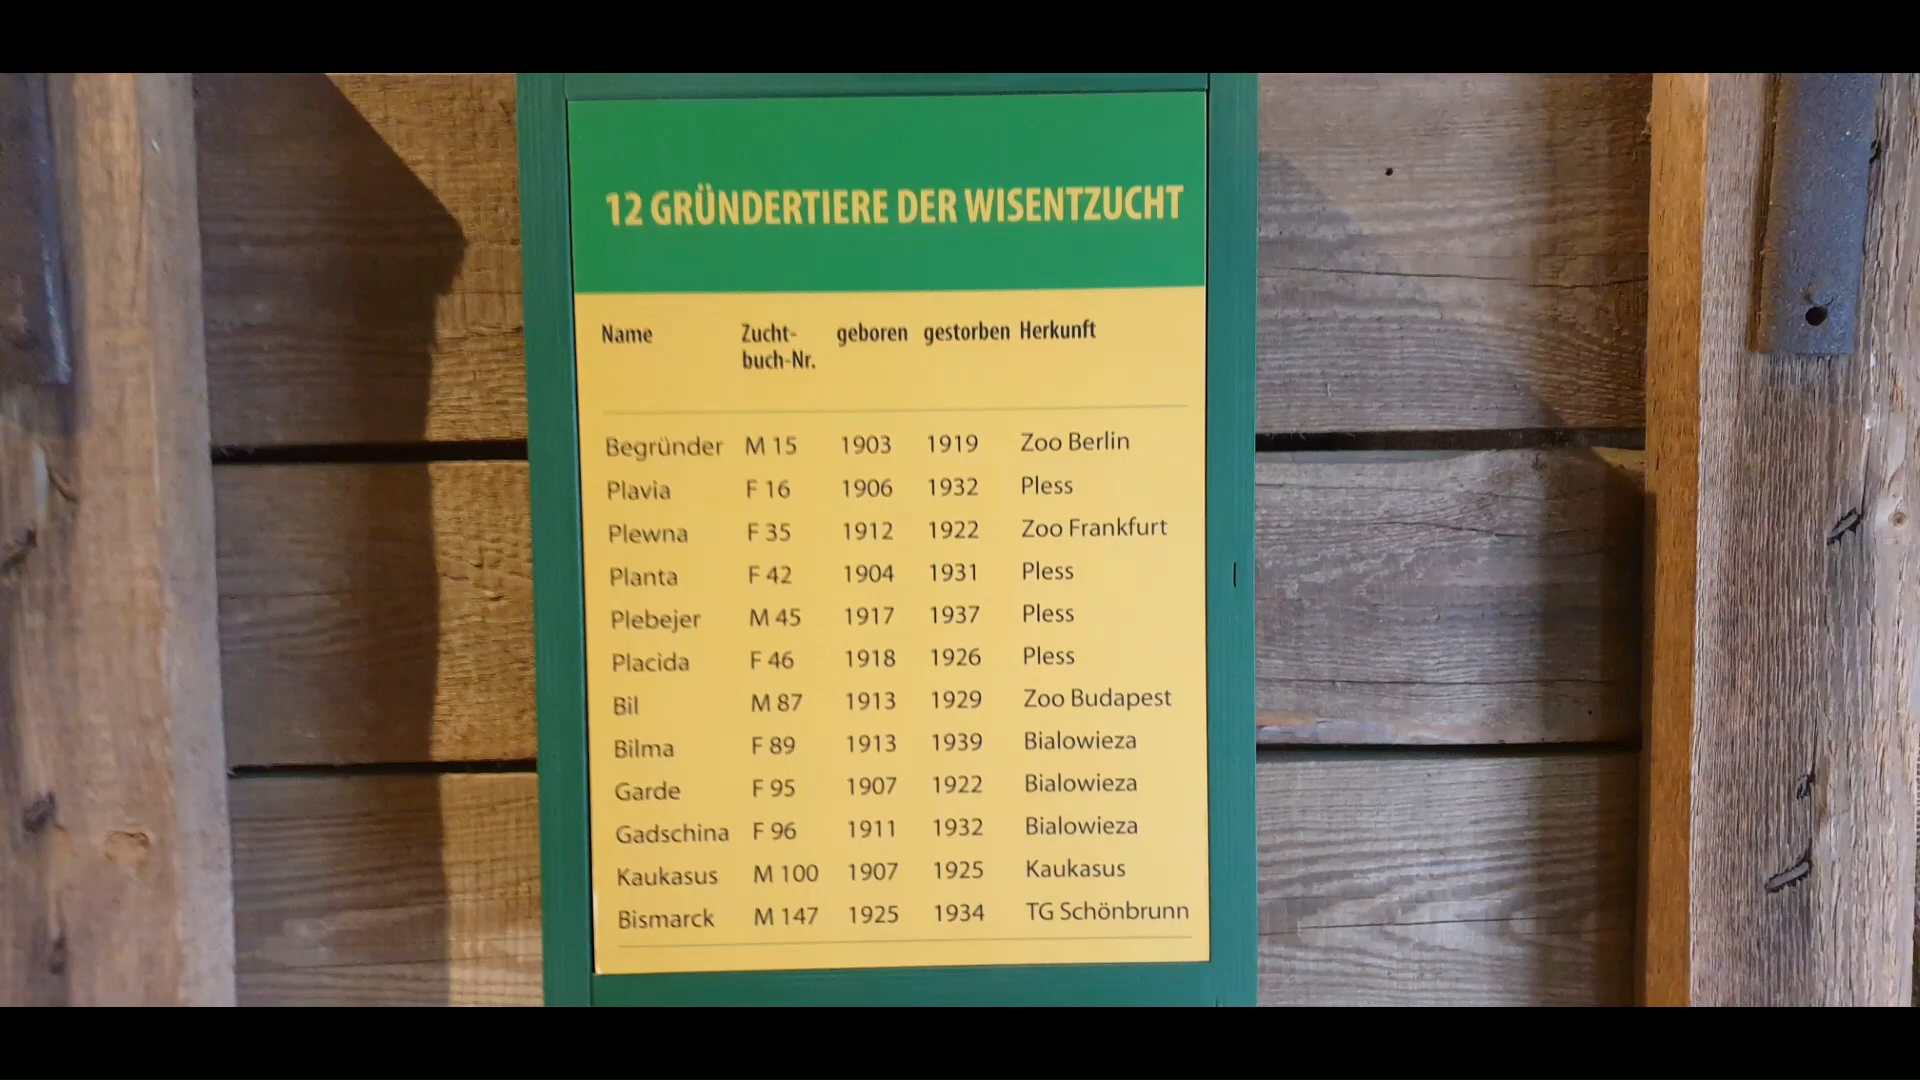 12 GRÜNDERTIERE DER WISENTZUCHT
Name Zucht- geboren gestorben Herkunft
buch-Nr.
Begründer M 15 1903 1919 Zoo Berlin
Plavia F 16 1906 1932 Pless
Plewna F 35 1912 1922 Zoo Frankfurt
Planta F 42 1904 1931 Pless
Plebejer M 45 1917 1937 Pless
Placida F 46 1918 1926 Pless
Bil M 87 1913 1929 Zoo Budapest
Bilma F 89 1913 1939 Bialowieza
Garde F 95 1907 1922 Bialowieza
Gadschina F 96 1911 1932 Bialowieza
Kaukasus M 100 1907 1925 Kaukasus
Bismarck M 147 1925 1934 TG Schönbrunn